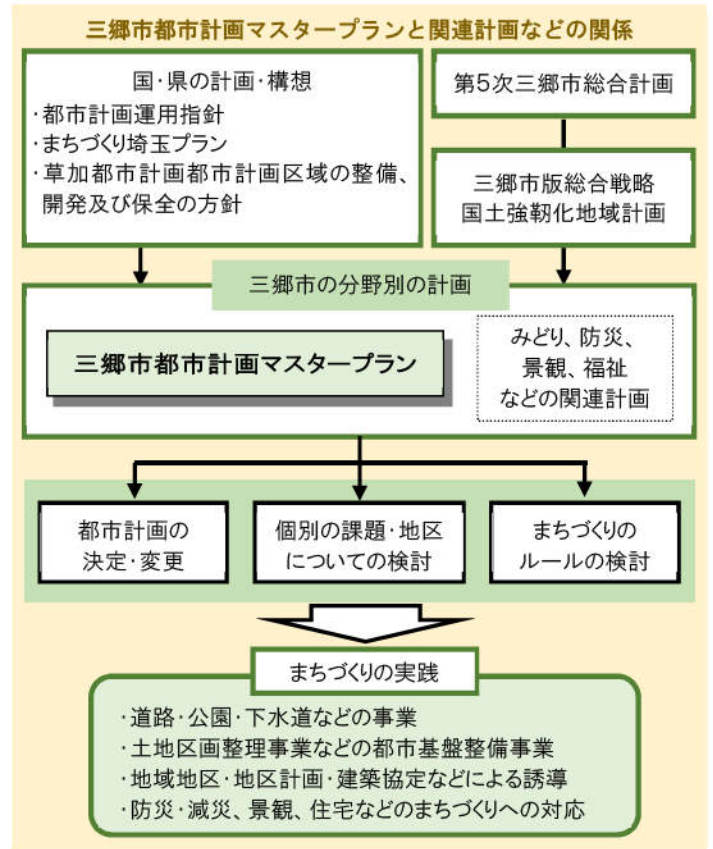 三郷市都市計画マスタープランと関連計画などの関係
国・県の計画・構想
・都市計画運用指針
・まちづくり埼玉プラン
・草加都市計画都市計画区域の整備、
開発及び保全の方針
第5次三郷市総合計画
三郷市版総合戦略
国土強靭化地域計画
三郷市の分野別の計画
三郷市都市計画マスタープラン
みどり、防災、
景観、福祉
などの関連計画
都市計画の
決定・変更
個別の課題・地区
についての検討
まちづくりの
ルールの検討
まちづくりの実践
・道路・公園・下水道などの事業
・土地区画整理事業などの都市基盤整備事業
・地域地区・地区計画・建築協定などによる誘導
・防災・減災、景観、住宅などのまちづくりへの対応